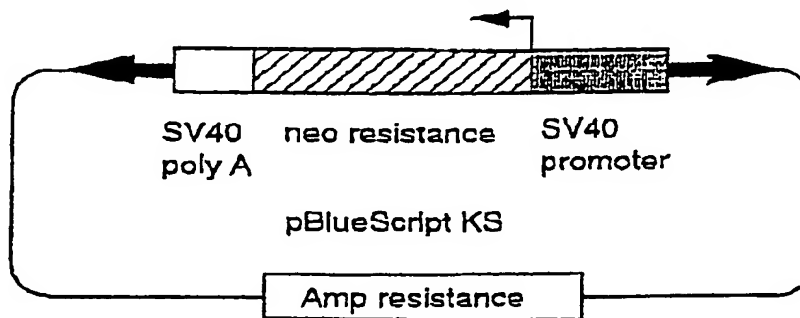 SV40
poly A
neo resistance
SV40
promoter
pBlueScript KS
Amp resistance